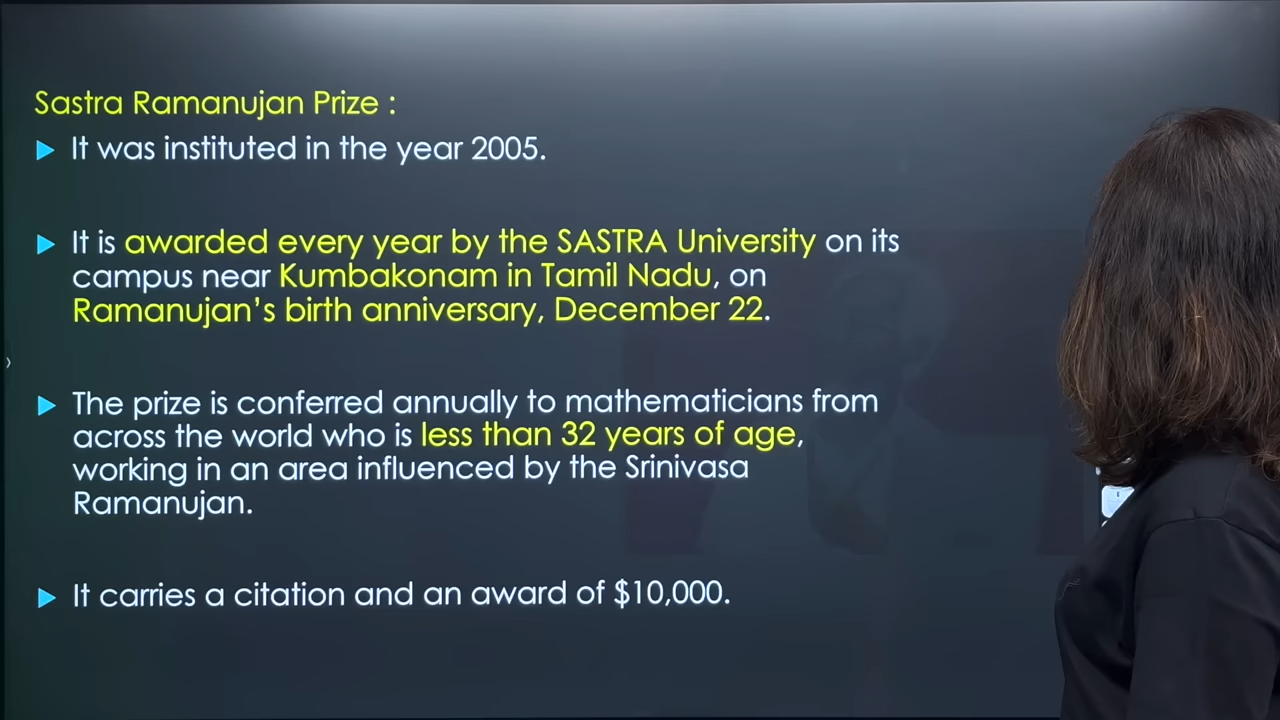 Sastra Ramanujan Prize :
It was instituted in the year 2005.
It is awarded every year by the SASTRA University on its
campus near Kumbakonam in Tamil Nadu, on
Ramanujan's birth anniversary, December 22.
The prize is conferred annually to mathematicians from
across the world who is less than 32 years of age,
working in an area influenced by the Srinivasa
Ramanujan.
It carries a citation and an award of $10,000.